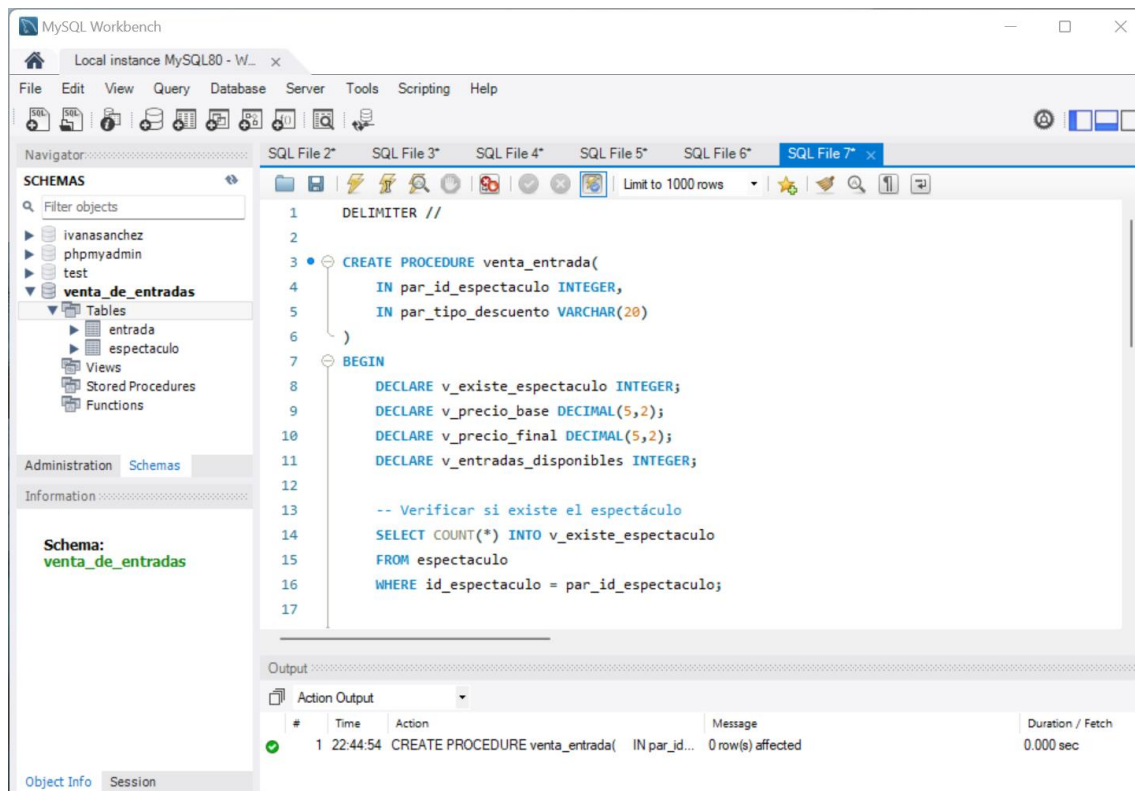 MySQL Workbench
Local instance MySQL80 - W...
File Edit View Query Database Server Tools Scripting Help
Navigator
SCHEMAS
Filter objects
ivanasanchez
phpmyadmin
test
venta_de_entradas
Tables
entrada
espectaculo
Views
Stored Procedures
Functions
Administration Schemas
Information
Schema:
venta_de_entradas
Object Info Session
SQL File 2* SQL File 3* SQL File 4* SQL File 5* SQL File 6* SQL File 7*
Limit to 1000 rows
1 DELIMITER //
2
3 CREATE PROCEDURE venta_entrada(
4 IN par_id_espectaculo INTEGER,
5 IN par_tipo_descuento VARCHAR(20)
6 )
7 BEGIN
8 DECLARE v_existe_espectaculo INTEGER;
9 DECLARE v_precio_base DECIMAL(5,2);
10 DECLARE v_precio_final DECIMAL(5,2);
11 DECLARE v_entradas_disponibles INTEGER;
12
13 -- Verificar si existe el espectáculo
14 SELECT COUNT(*) INTO v_existe_espectaculo
15 FROM espectaculo
16 WHERE id_espectaculo = par_id_espectaculo;
17
Output
Action Output
# Time Action Message Duration / Fetch
1 22:44:54 CREATE PROCEDURE venta_entrada( IN par_id... 0 row(s) affected 0.000 sec